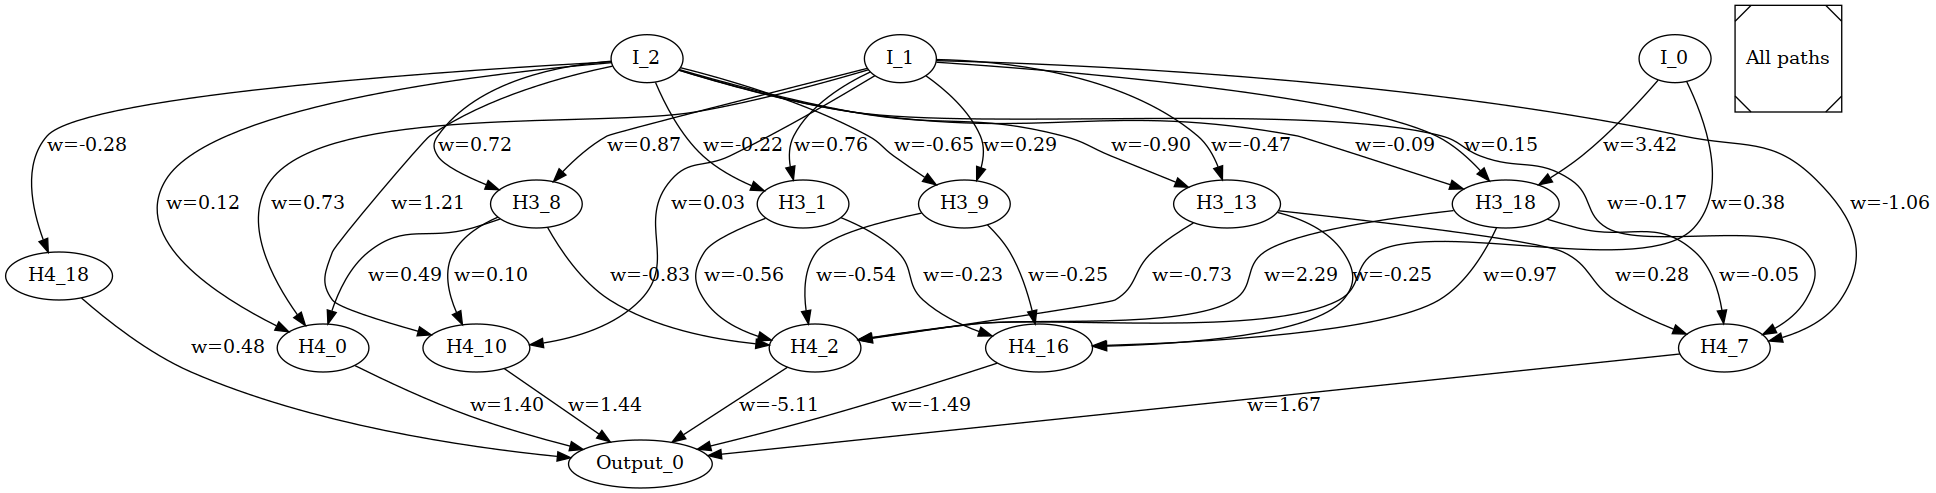 I_2
I_1
I_0
All paths
w=-0.28
w=0.72
w=0.87
w=-0.22
w=0.76
w=-0.65
w=0.29
w=-0.90
w=-0.47
w=-0.09
w=0.15
w=3.42
w=0.12
w=0.73
w=1.21
H3_8
w=0.03
H3_1
H3_9
H3_13
H3_18
w=-0.17
w=0.38
w=-1.06
H4_18
w=0.49
w=0.10
w=-0.83
w=-0.56
w=-0.54
w=-0.23
w=-0.25
w=-0.73
w=2.29
w=-0.25
w=0.97
w=0.28
w=-0.05
w=0.48
H4_0
H4_10
H4_2
H4_16
H4_7
w=1.40
w=1.44
w=-5.11
w=-1.49
w=1.67
Output_0